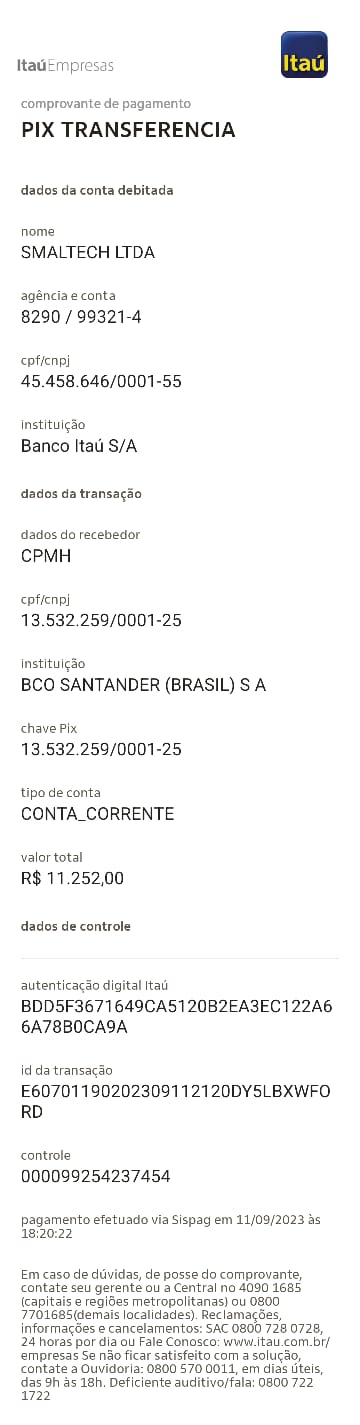 ItaúEmpresas
Itaú
comprovante de pagamento
PIX TRANSFERENCIA
dados da conta debitada
nome
SMALTECH LTDA
agência e conta
8290 / 99321-4
cpf/cnpj
45.458.646/0001-55
instituição
Banco Itaú S/A
dados da transação
dados do recebedor
CPMH
cpf/cnpj
13.532.259/0001-25
instituição
BCO SANTANDER (BRASIL) S A
chave Pix
13.532.259/0001-25
tipo de conta
CONTA_CORRENTE
valor total
R$ 11.252,00
dados de controle
autenticação digital Itaú
BDD5F3671649CA5120B2EA3EC122A6
6A78B0CA9A
id da transação
E60701190202309112120DY5LBXWFO
RD
controle
000099254237454
pagamento efetuado via Sispag em 11/09/2023 às
18:20:22
Em caso de dúvidas, de posse do comprovante,
contate seu gerente ou a Central no 4090 1685
(capitais e regiões metropolitanas) ou 0800
7701685(demais localidades). Reclamações,
informações e cancelamentos: SAC 0800 728 0728,
24 horas por dia ou Fale Conosco: www.itau.com.br/
empresas Se não ficar satisfeito com a solução,
contate a Ouvidoria: 0800 570 0011, em dias úteis,
das 9h às 18h. Deficiente auditivo/fala: 0800 722
1722